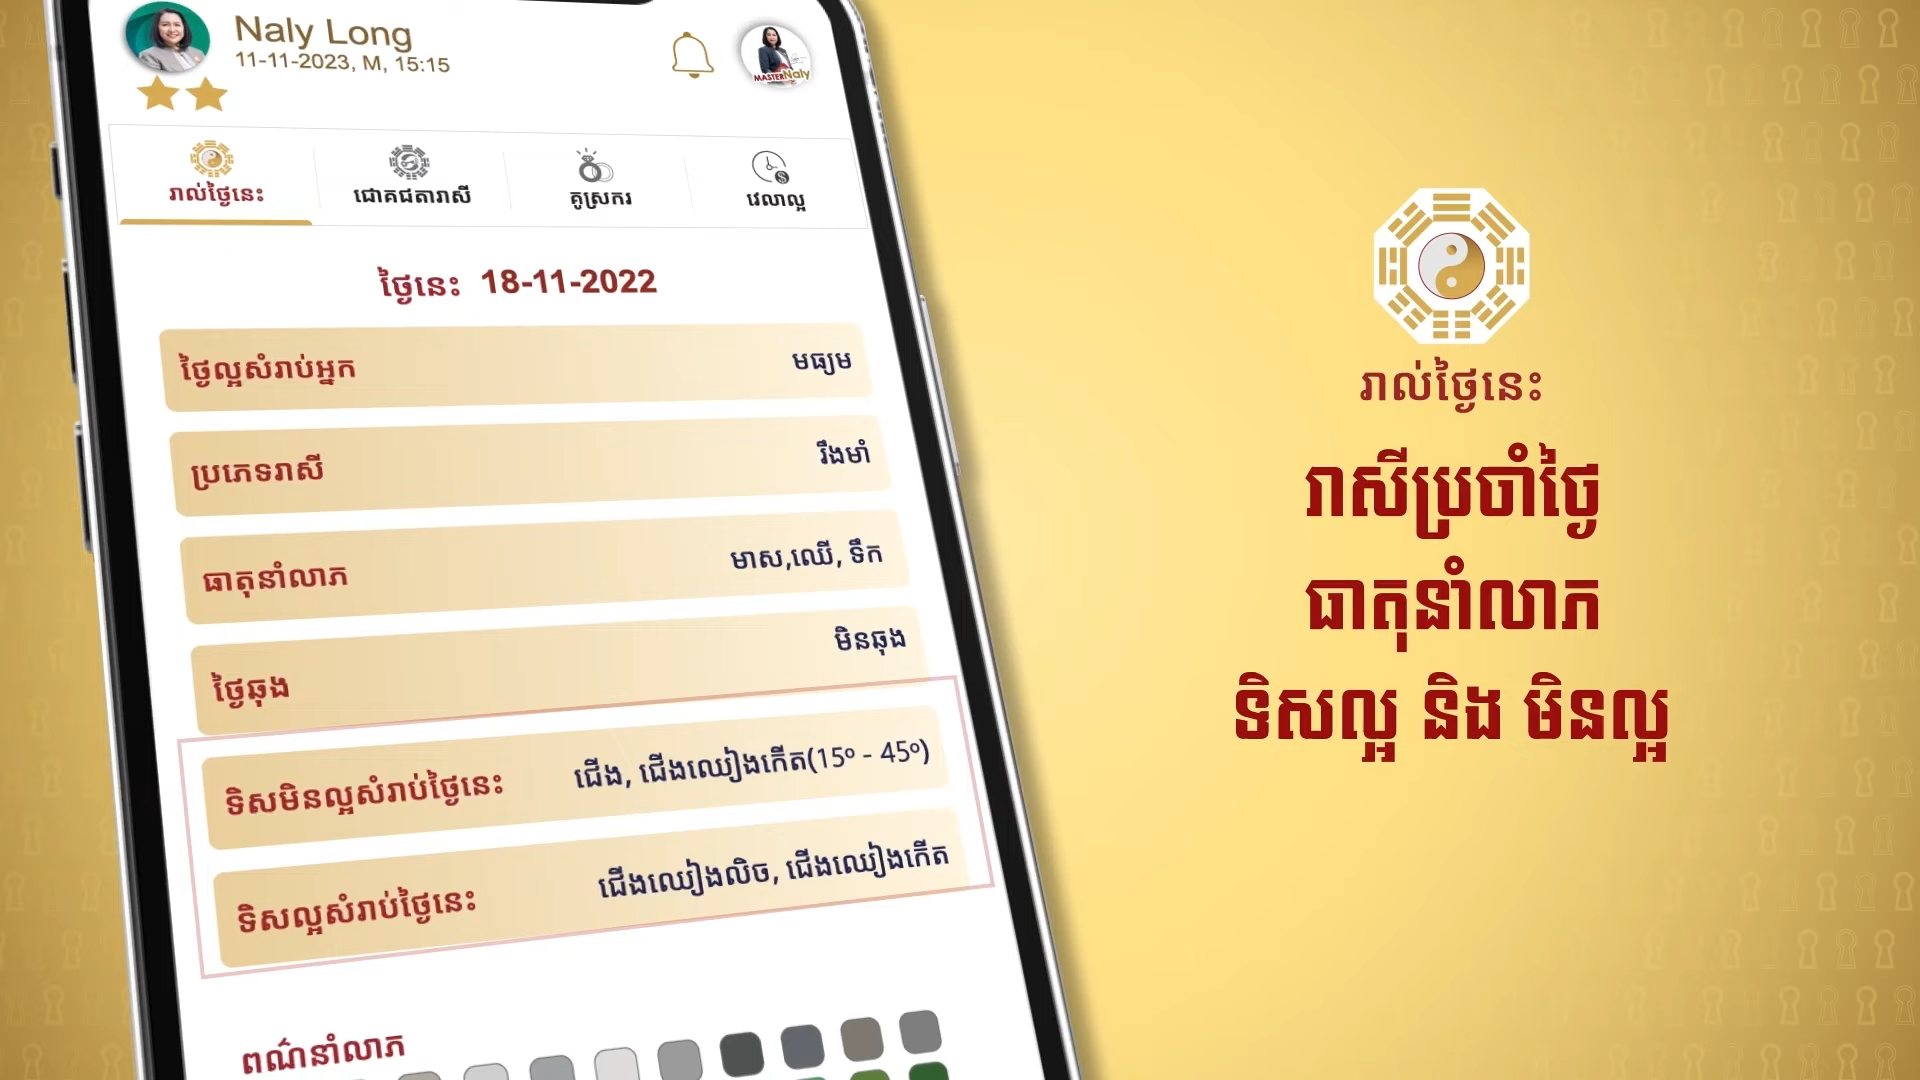 Naly Long
11-11-2023, M, 15:15
MASTERNaly
រាល់ថ្ងៃនេះ
ជោគជតារាសី
គូស្រករ
វេលាល្អ
ថ្ងៃនេះ 18-11-2022
ថ្ងៃល្អសំរាប់អ្នក មធ្យម
ប្រភេទរាសី រឹងមាំ
ធាតុនាំលាភ មាស,ឈើ, ទឹក
ថ្ងៃឆុង មិនឆុង
ទិសមិនល្អសំរាប់ថ្ងៃនេះ ជើង, ជើងឈៀងកើត(15º - 45º)
ទិសល្អសំរាប់ថ្ងៃនេះ ជើងឈៀងលិច, ជើងឈៀងកើត
ពណ៌នាំលាភ
រាល់ថ្ងៃនេះ
រាសីប្រចាំថ្ងៃ
ធាតុនាំលាភ
ទិសល្អ និង មិនល្អ